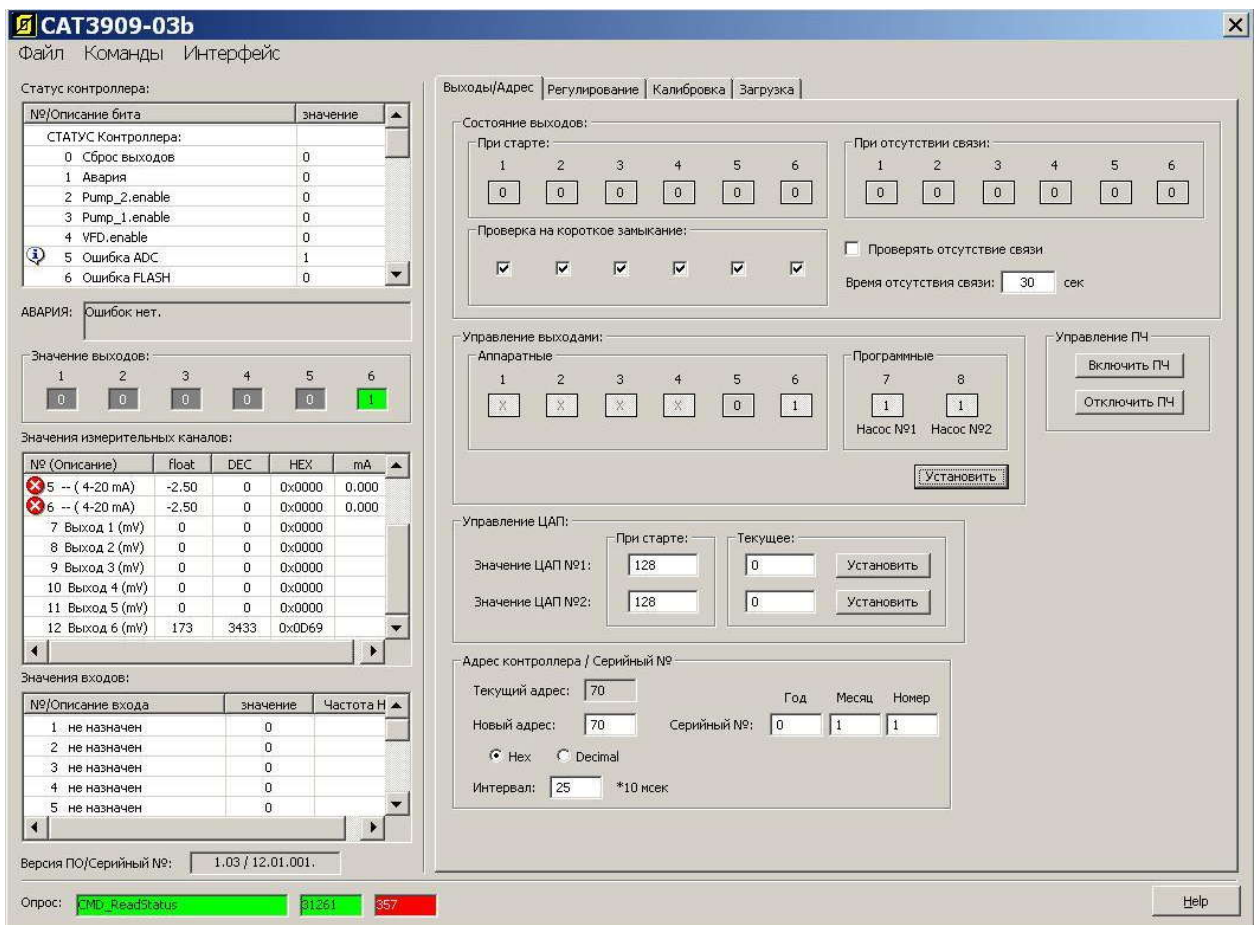 CAT3909-03b
Файл Команды Интерфейс
Статус контроллера:
№/Описание бита значение
СТАТУС Контроллера:
0 Сброс выходов 0
1 Авария 0
2 Pump_2.enable 0
3 Pump_1.enable 0
4 VFD.enable 0
5 Ошибка ADC 1
6 Ошибка FLASH 0
АВАРИЯ: Ошибок нет.
Значение выходов:
1 2 3 4 5 6
0 0 0 0 0 1
Значения измерительных каналов:
№ (Описание) float DEC HEX mA
5 -- ( 4-20 mA) -2.50 0 0x0000 0.000
6 -- ( 4-20 mA) -2.50 0 0x0000 0.000
7 Выход 1 (mV) 0 0 0x0000
8 Выход 2 (mV) 0 0 0x0000
9 Выход 3 (mV) 0 0 0x0000
10 Выход 4 (mV) 0 0 0x0000
11 Выход 5 (mV) 0 0 0x0000
12 Выход 6 (mV) 173 3433 0x0D69
Значения входов:
№/Описание входа значение Частота H
1 не назначен 0
2 не назначен 0
3 не назначен 0
4 не назначен 0
5 не назначен 0
Версия ПО/Серийный №: 1.03 / 12.01.001.
Выходы/Адрес Регулирование Калибровка Загрузка
Состояние выходов:
При старте:
1 2 3 4 5 6
0 0 0 0 0 0
При отсутствии связи:
1 2 3 4 5 6
0 0 0 0 0 0
Проверка на короткое замыкание:
Проверять отсутствие связи
Время отсутствия связи: 30 сек
Управление выходами:
Аппаратные
1 2 3 4 5 6
X X X X 0 1
Программные
7 8
1 1
Насос №1 Насос №2
Установить
Управление ПЧ
Включить ПЧ
Отключить ПЧ
Управление ЦАП:
При старте: Текущее:
Значение ЦАП №1: 128 0 Установить
Значение ЦАП №2: 128 0 Установить
Адрес контроллера / Серийный №
Текущий адрес: 70
Год Месяц Номер
Новый адрес: 70 Серийный №: 0 1 1
Hex Decimal
Интервал: 25 *10 мсек
Опрос: CMD_ReadStatus 31261 357
Help